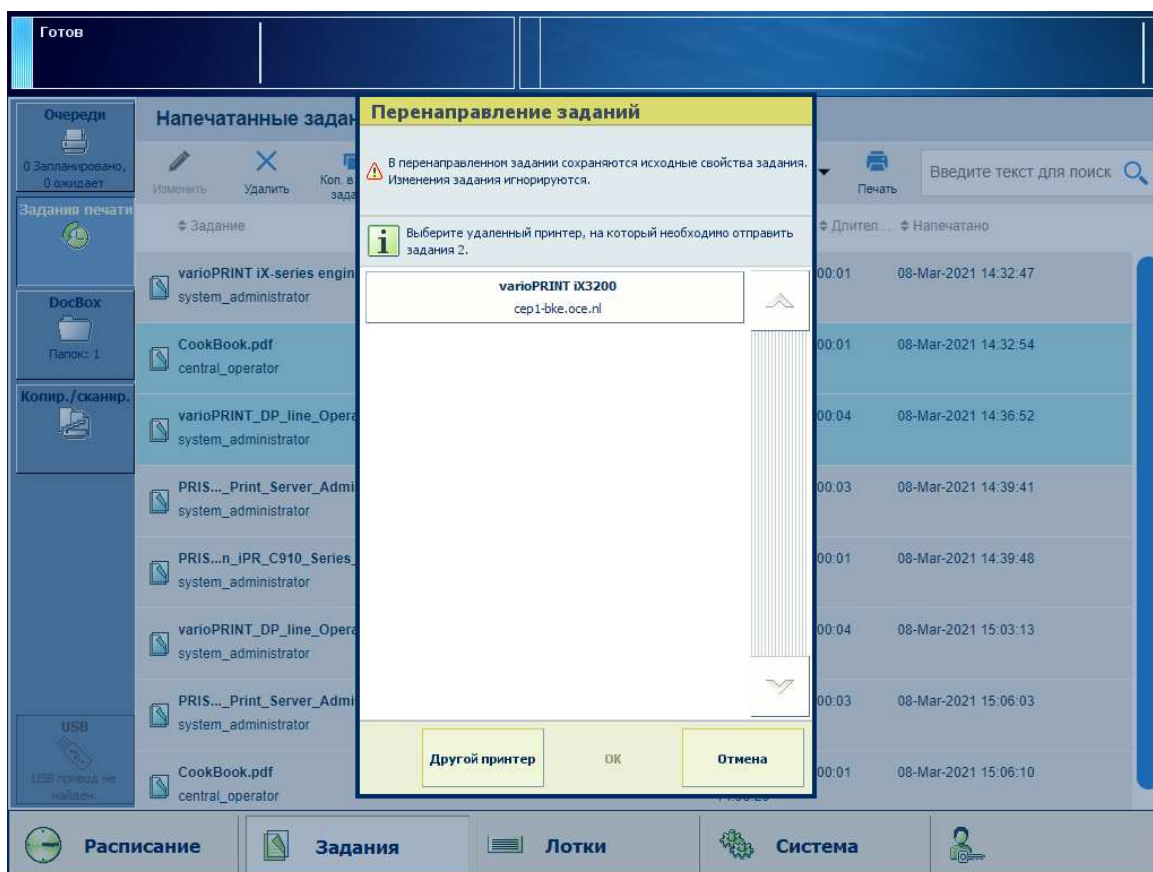 Готов
Очереди
0 Запланировано,
0 ожидает
Задания печати
DocBox
Папок: 1
Копир./сканир.
USB
USB привод не
найден.
Напечатанные задан
Изменить
Удалить
Коп. в
зада
Печать
Введите текст для поиск
Задание
Длител...
Напечатано
varioPRINT iX-series engin
system_administrator
00:01
08-Mar-2021 14:32:47
CookBook.pdf
central_operator
00:01
08-Mar-2021 14:32:54
varioPRINT_DP_line_Opera
system_administrator
00:04
08-Mar-2021 14:36:52
PRIS..._Print_Server_Admi
system_administrator
00:03
08-Mar-2021 14:39:41
PRIS...n_iPR_C910_Series_
system_administrator
00:01
08-Mar-2021 14:39:48
varioPRINT_DP_line_Opera
system_administrator
00:04
08-Mar-2021 15:03:13
PRIS..._Print_Server_Admi
system_administrator
00:03
08-Mar-2021 15:06:03
CookBook.pdf
central_operator
00:01
08-Mar-2021 15:06:10
Перенаправление заданий
В перенаправленном задании сохраняются исходные свойства задания.
Изменения задания игнорируются.
Выберите удаленный принтер, на который необходимо отправить
задания 2.
varioPRINT iX3200
cep1-bke.oce.nl
Другой принтер
OK
Отмена
Расписание
Задания
Лотки
Система